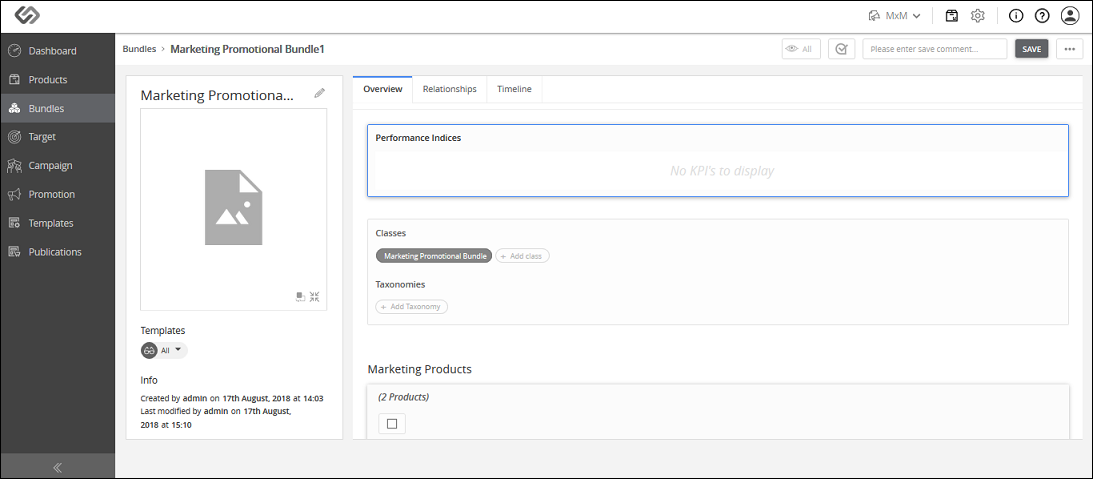 MxM
Dashboard
Products
Bundles
Target
Campaign
Promotion
Templates
Publications
Bundles › Marketing Promotional Bundle1
All
Please enter save comment...
SAVE
Marketing Promotiona...
Templates
All
Info
Created by admin on 17th August, 2018 at 14:03
Last modified by admin on 17th August,
2018 at 15:10
Overview
Relationships
Timeline
Performance Indices
No KPI's to display
Classes
Marketing Promotional Bundle
+ Add class
Taxonomies
+ Add Taxonomy
Marketing Products
(2 Products)